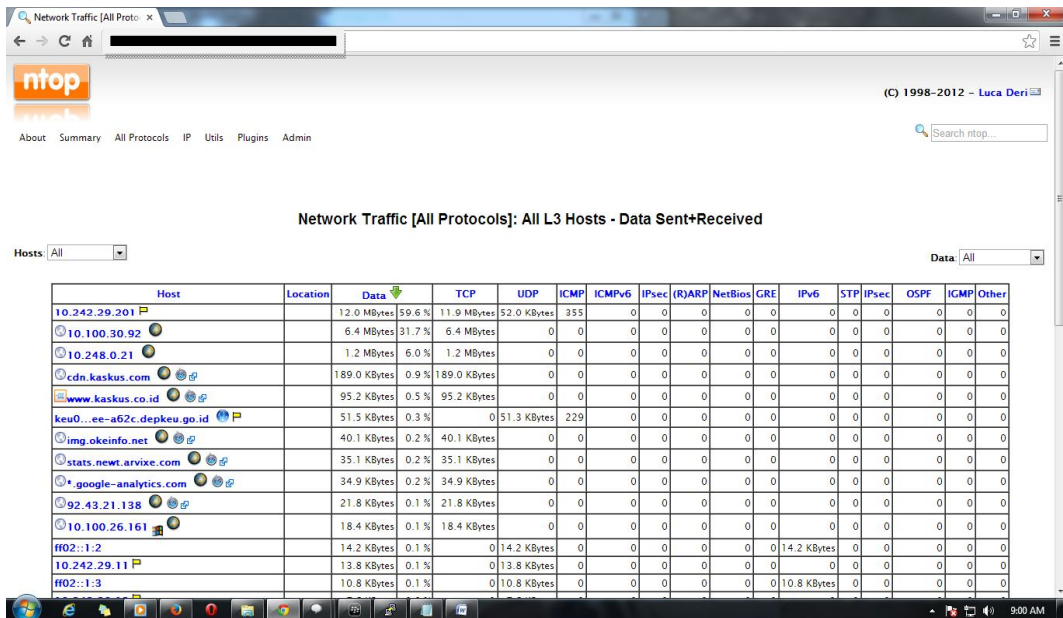 Network Traffic [All Proto
ntop
(C) 1998-2012 - Luca Deri
About Summary All Protocols IP Utils Plugins Admin
Search ntop...
Network Traffic [All Protocols]: All L3 Hosts - Data Sent+Received
Hosts: All
Data: All
Host Location Data TCP UDP ICMP ICMPv6 IPsec (R)ARP NetBios GRE IPv6 STP IPsec OSPF IGMP Other
10.242.29.201 12.0 MBytes 59.6 % 11.9 MBytes 52.0 KBytes 355 0 0 0 0 0 0 0 0 0 0 0
10.100.30.92 6.4 MBytes 31.7 % 6.4 MBytes 0 0 0 0 0 0 0 0 0 0 0 0 0
10.248.0.21 1.2 MBytes 6.0 % 1.2 MBytes 0 0 0 0 0 0 0 0 0 0 0 0 0
cdn.kaskus.com 189.0 KBytes 0.9 % 189.0 KBytes 0 0 0 0 0 0 0 0 0 0 0 0 0
www.kaskus.co.id 95.2 KBytes 0.5 % 95.2 KBytes 0 0 0 0 0 0 0 0 0 0 0 0 0
keu0...ee-a62c.depkeu.go.id 51.5 KBytes 0.3 % 0 51.3 KBytes 229 0 0 0 0 0 0 0 0 0 0 0
img.okeinfo.net 40.1 KBytes 0.2 % 40.1 KBytes 0 0 0 0 0 0 0 0 0 0 0 0 0
stats.newt.arvixe.com 35.1 KBytes 0.2 % 35.1 KBytes 0 0 0 0 0 0 0 0 0 0 0 0 0
*.google-analytics.com 34.9 KBytes 0.2 % 34.9 KBytes 0 0 0 0 0 0 0 0 0 0 0 0 0
92.43.21.138 21.8 KBytes 0.1 % 21.8 KBytes 0 0 0 0 0 0 0 0 0 0 0 0 0
10.100.26.161 18.4 KBytes 0.1 % 18.4 KBytes 0 0 0 0 0 0 0 0 0 0 0 0 0
ff02::1:2 14.2 KBytes 0.1 % 0 14.2 KBytes 0 0 0 0 0 0 14.2 KBytes 0 0 0 0 0
10.242.29.11 13.8 KBytes 0.1 % 0 13.8 KBytes 0 0 0 0 0 0 0 0 0 0 0 0
ff02::1:3 10.8 KBytes 0.1 % 0 10.8 KBytes 0 0 0 0 0 0 10.8 KBytes 0 0 0 0 0
9:00 AM